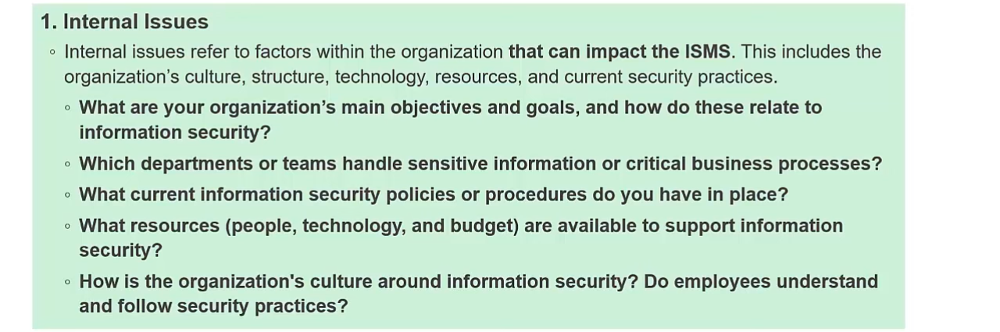 1. Internal Issues
◦ Internal issues refer to factors within the organization that can impact the ISMS. This includes the
organization’s culture, structure, technology, resources, and current security practices.
◦ What are your organization’s main objectives and goals, and how do these relate to
information security?
◦ Which departments or teams handle sensitive information or critical business processes?
◦ What current information security policies or procedures do you have in place?
◦ What resources (people, technology, and budget) are available to support information
security?
◦ How is the organization's culture around information security? Do employees understand
and follow security practices?